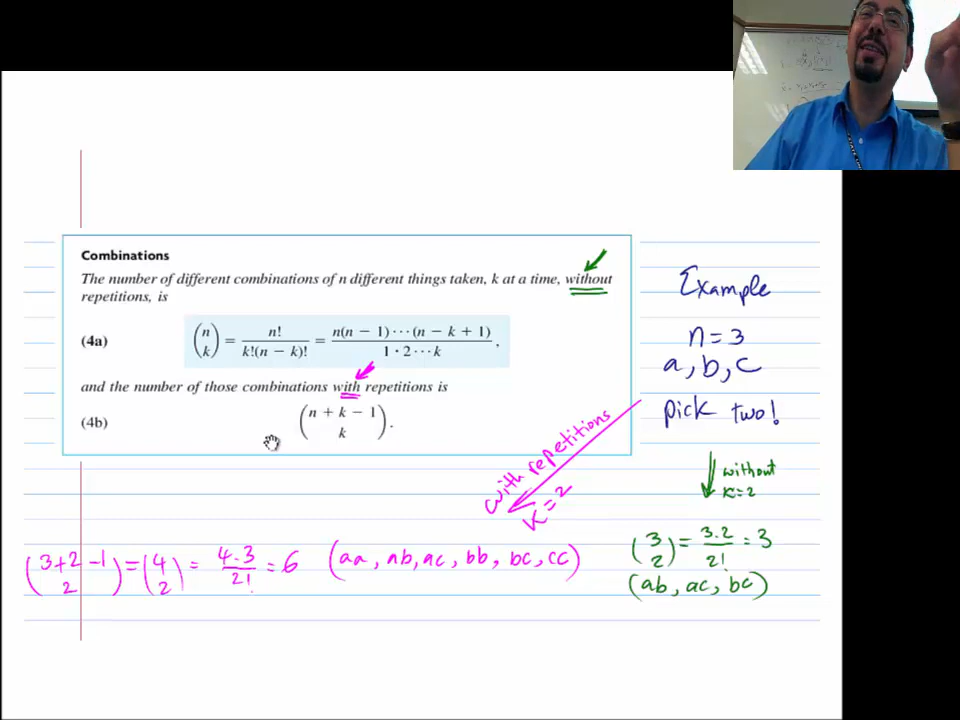 Combinations
The number of different combinations of n different things taken, k at a time, without
repetitions, is
(4a) (n k) = n! / k!(n − k)! = n(n − 1) · · · (n − k + 1) / 1 · 2 · · · k ,
and the number of those combinations with repetitions is
(4b) (n + k − 1 k).
Example
n = 3
a, b, c
pick two!
without
K=2
(3 2) = 3.2 / 2! = 3
(ab, ac, bc)
with repetitions
K=2
(3+2-1 2) = (4 2) = 4.3 / 2! = 6 (aa, ab, ac, bb, bc, cc)